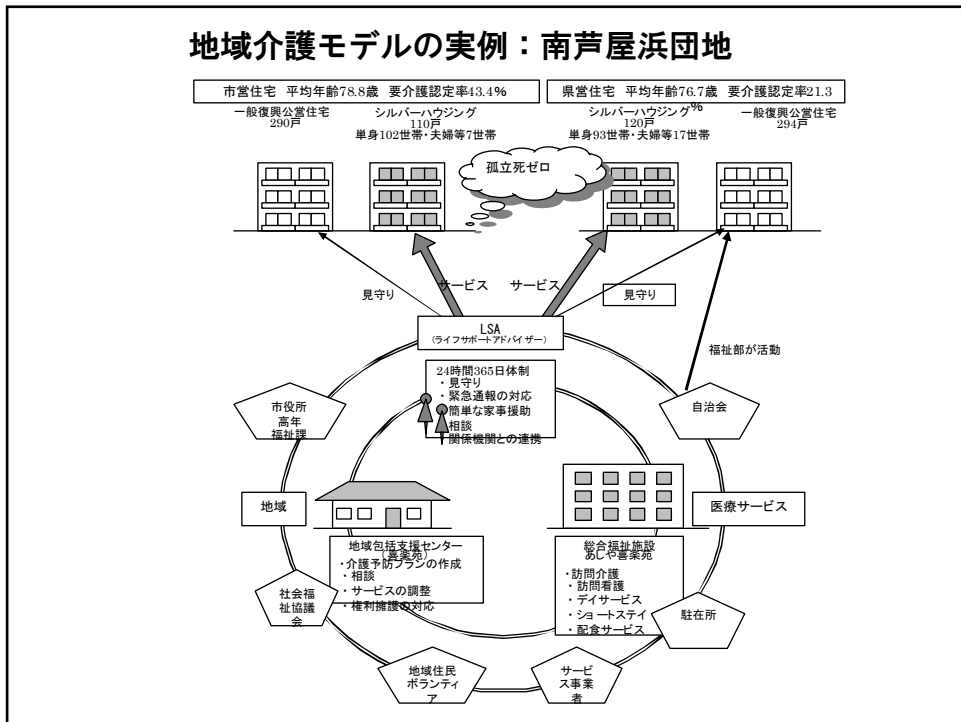 地域介護モデルの実例：南芦屋浜団地
市営住宅 平均年齢78.8歳 要介護認定率43.4%
県営住宅 平均年齢76.7歳 要介護認定率21.3
%
一般復興公営住宅
290戸
シルバーハウジング
110戸
単身102世帯・夫婦等7世帯
シルバーハウジング
120戸
単身93世帯・夫婦等17世帯
一般復興公営住宅
294戸
孤立死ゼロ
見守り
サービス
サービス
見守り
LSA
(ライフサポートアドバイザー)
福祉部が活動
24時間365日体制
・見守り
・緊急通報の対応
簡単な家事援助
相談
関係機関との連携
市役所
高年
福祉課
自治会
地域
医療サービス
地域包括支援センター
(喜楽苑)
・介護予防プランの作成
・相談
・サービスの調整
・権利擁護の対応
総合福祉施設
あしや喜楽苑
・訪問介護
・訪問看護
・デイサービス
・ショートステイ
・配食サービス
社会福
祉協議
会
駐在所
地域住民
ボランティ
ア
サービ
ス事業
者